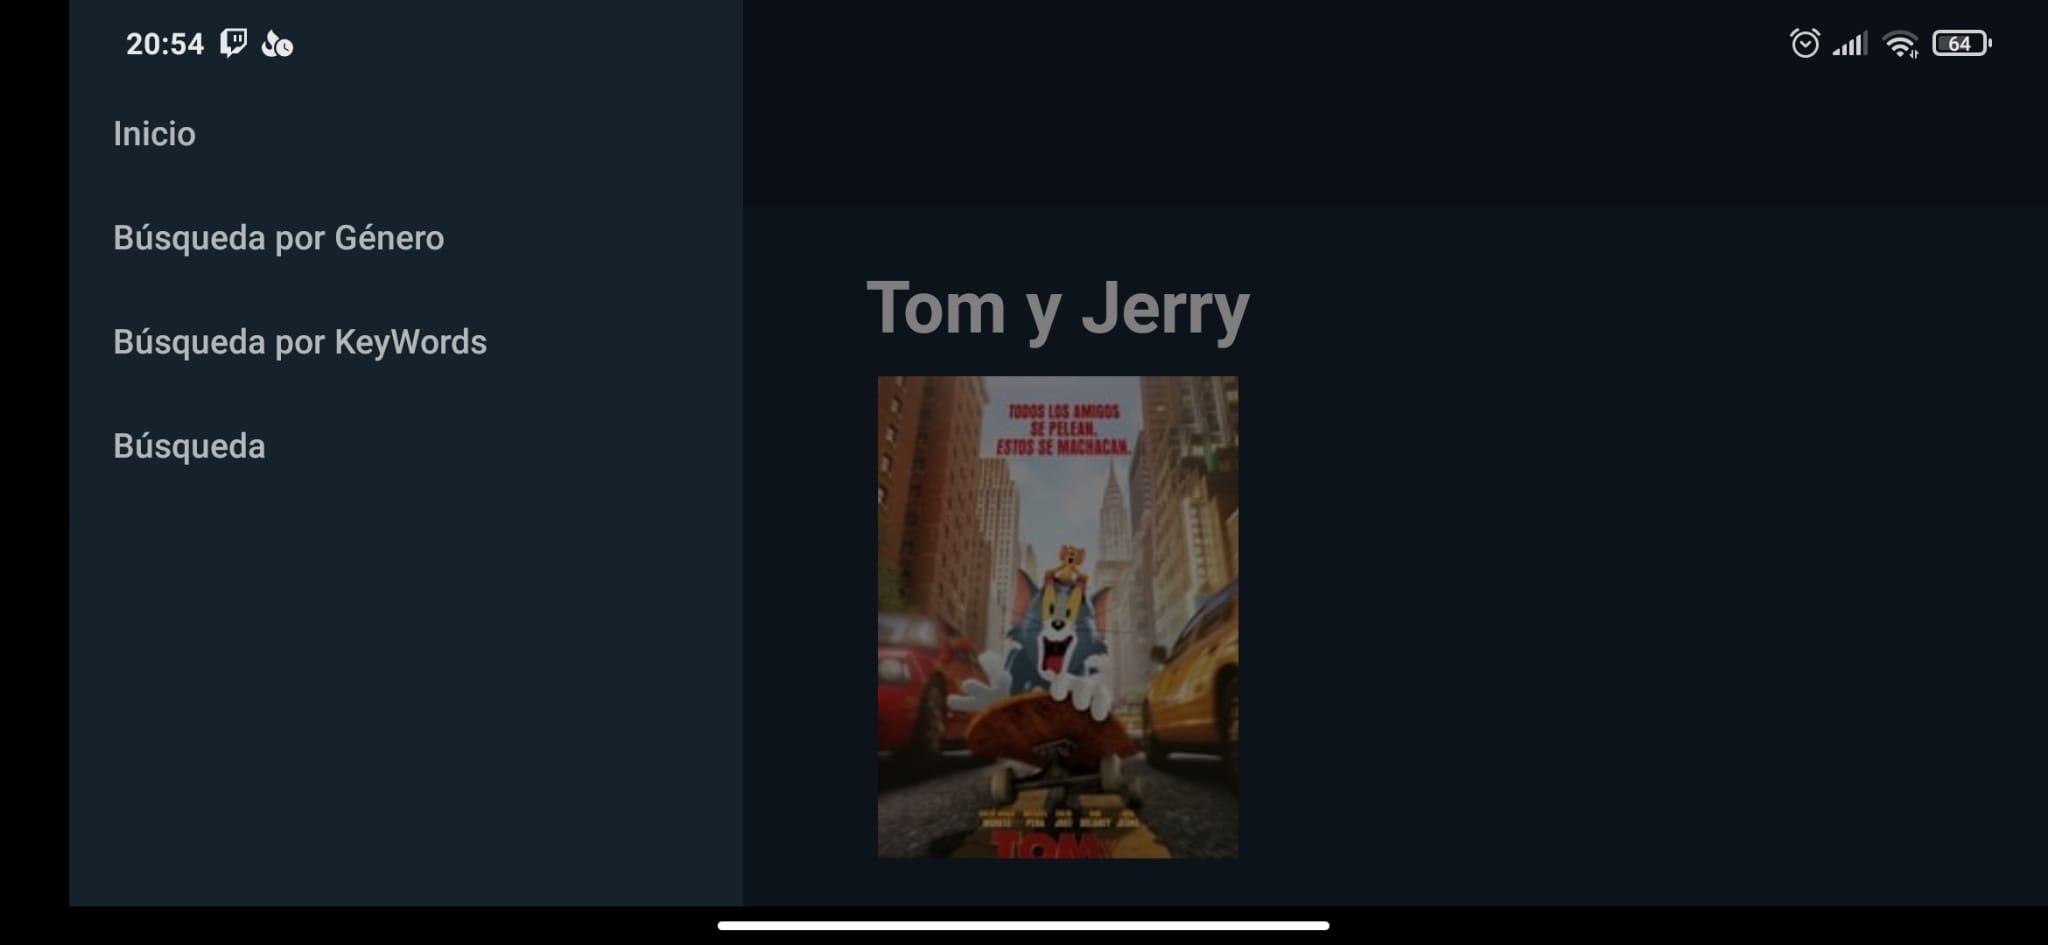 20:54
64
Inicio
Búsqueda por Género
Búsqueda por KeyWords
Búsqueda
Tom y Jerry
TODOS LOS AMIGOS
SE PELEAN.
ESTOS SE MACHACAN.
TOM